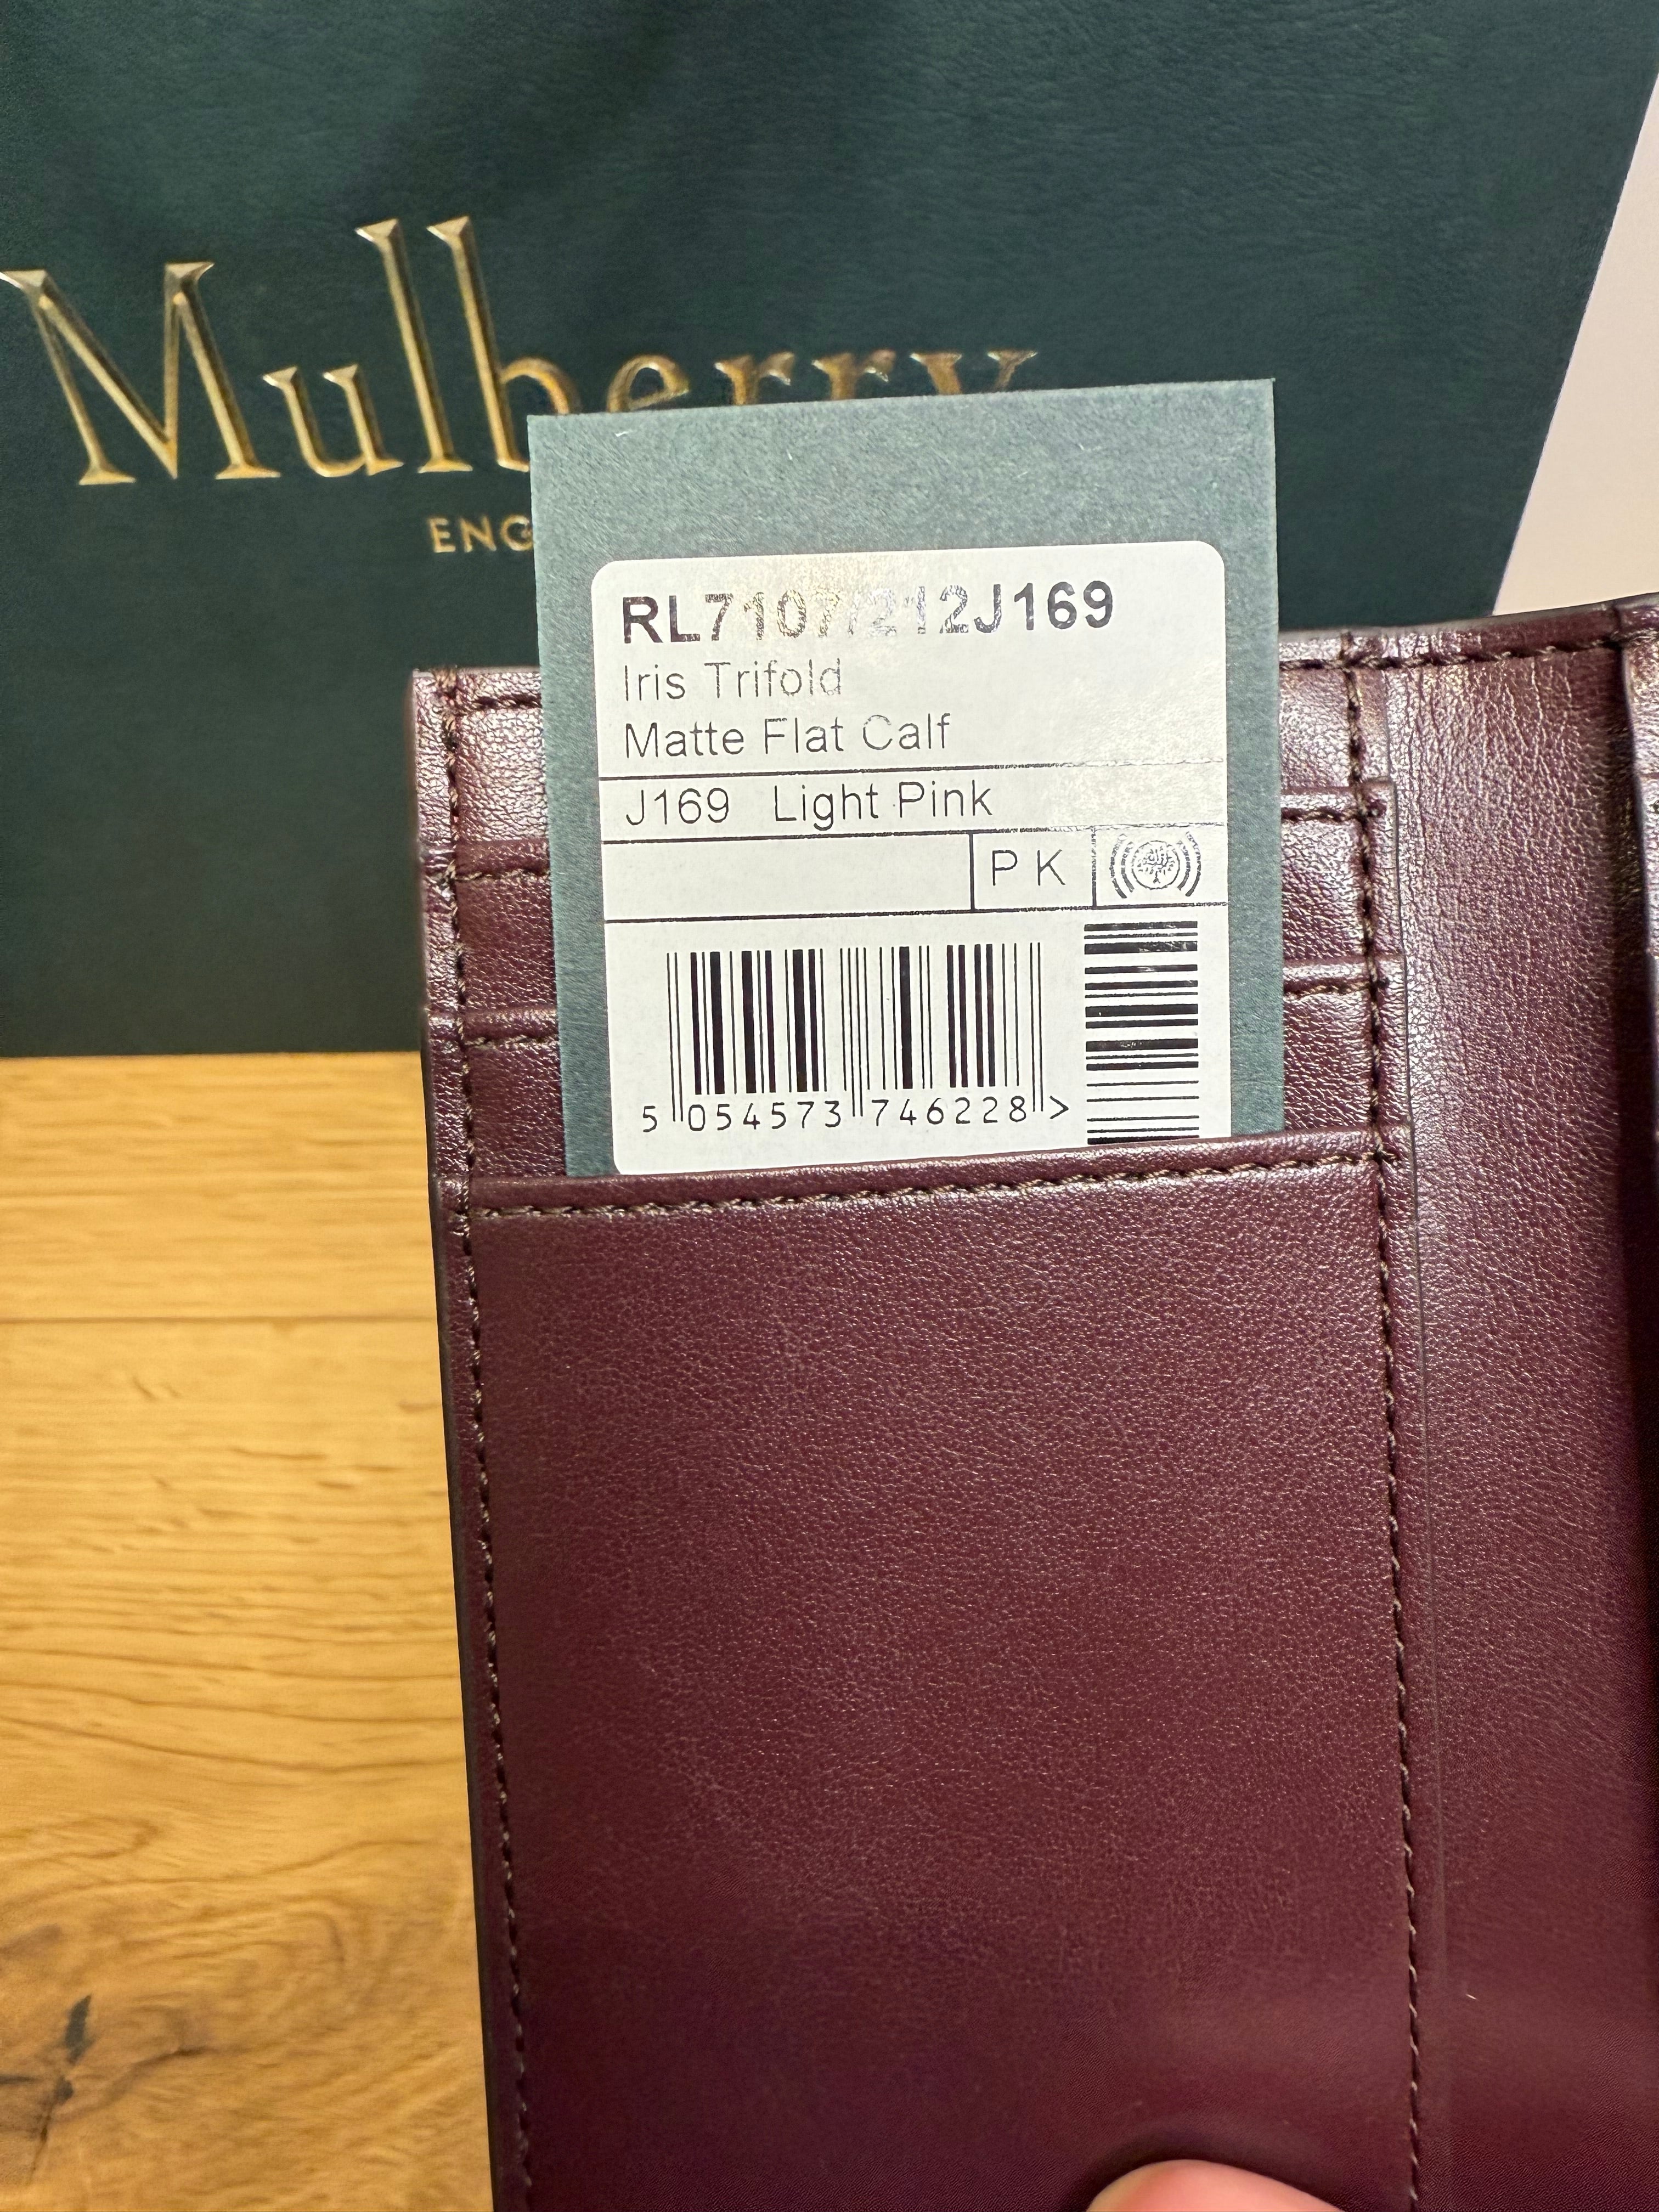 Mulberry
ENG
RL7107/212J169
Iris Trifold
Matte Flat Calf
J169 Light Pink
PK
5 054573 746228 >